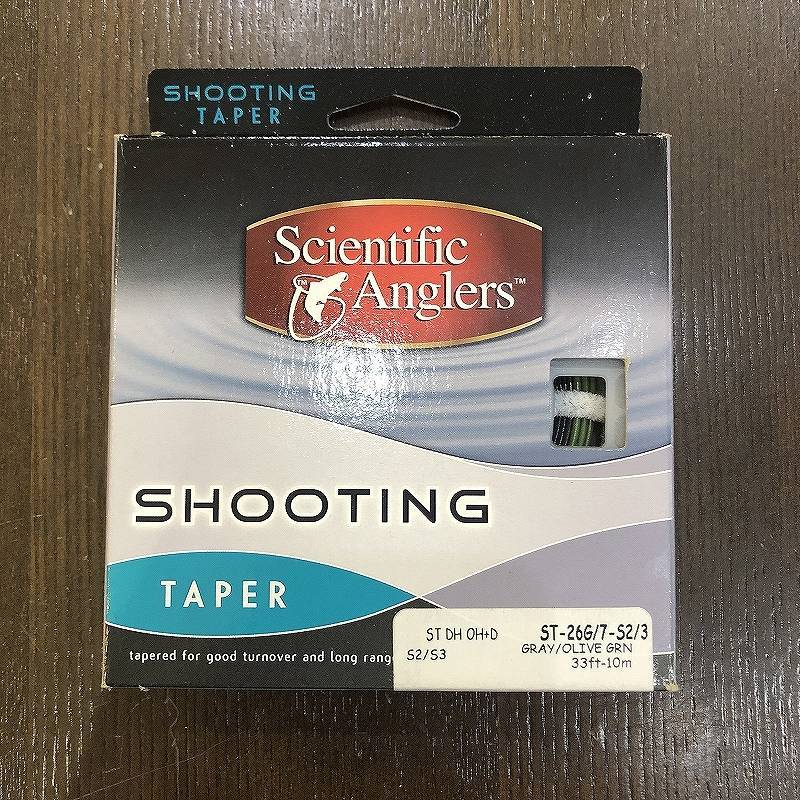 SHOOTING
TAPER
Scientific
Anglers™
TM
SHOOTING
TAPER
tapered for good turnover and long range
ST DH OH+D
ST-26G/7-S2/3
S2/S3
GRAY/OLIVE GRN
33ft-10m